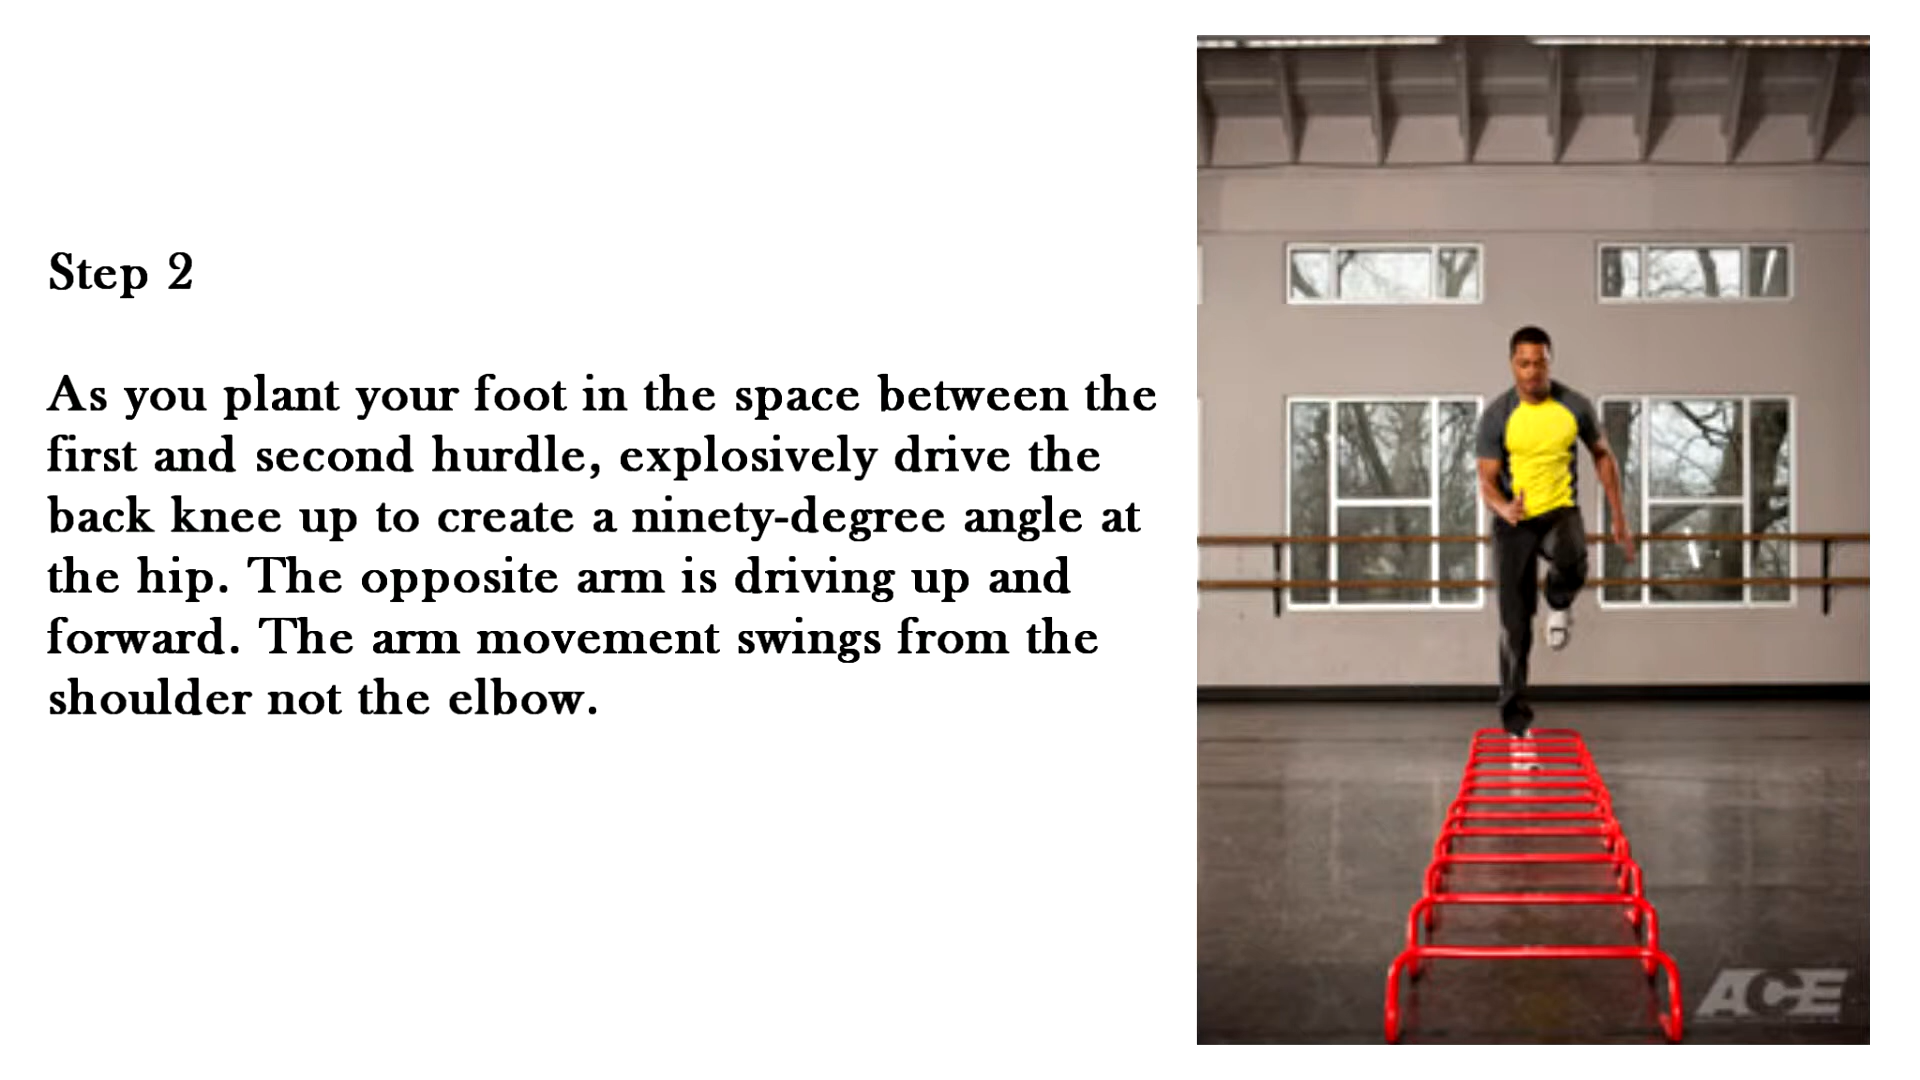 Step 2
As you plant your foot in the space between the
first and second hurdle, explosively drive the
back knee up to create a ninety-degree angle at
the hip. The opposite arm is driving up and
forward. The arm movement swings from the
shoulder not the elbow.
ACE